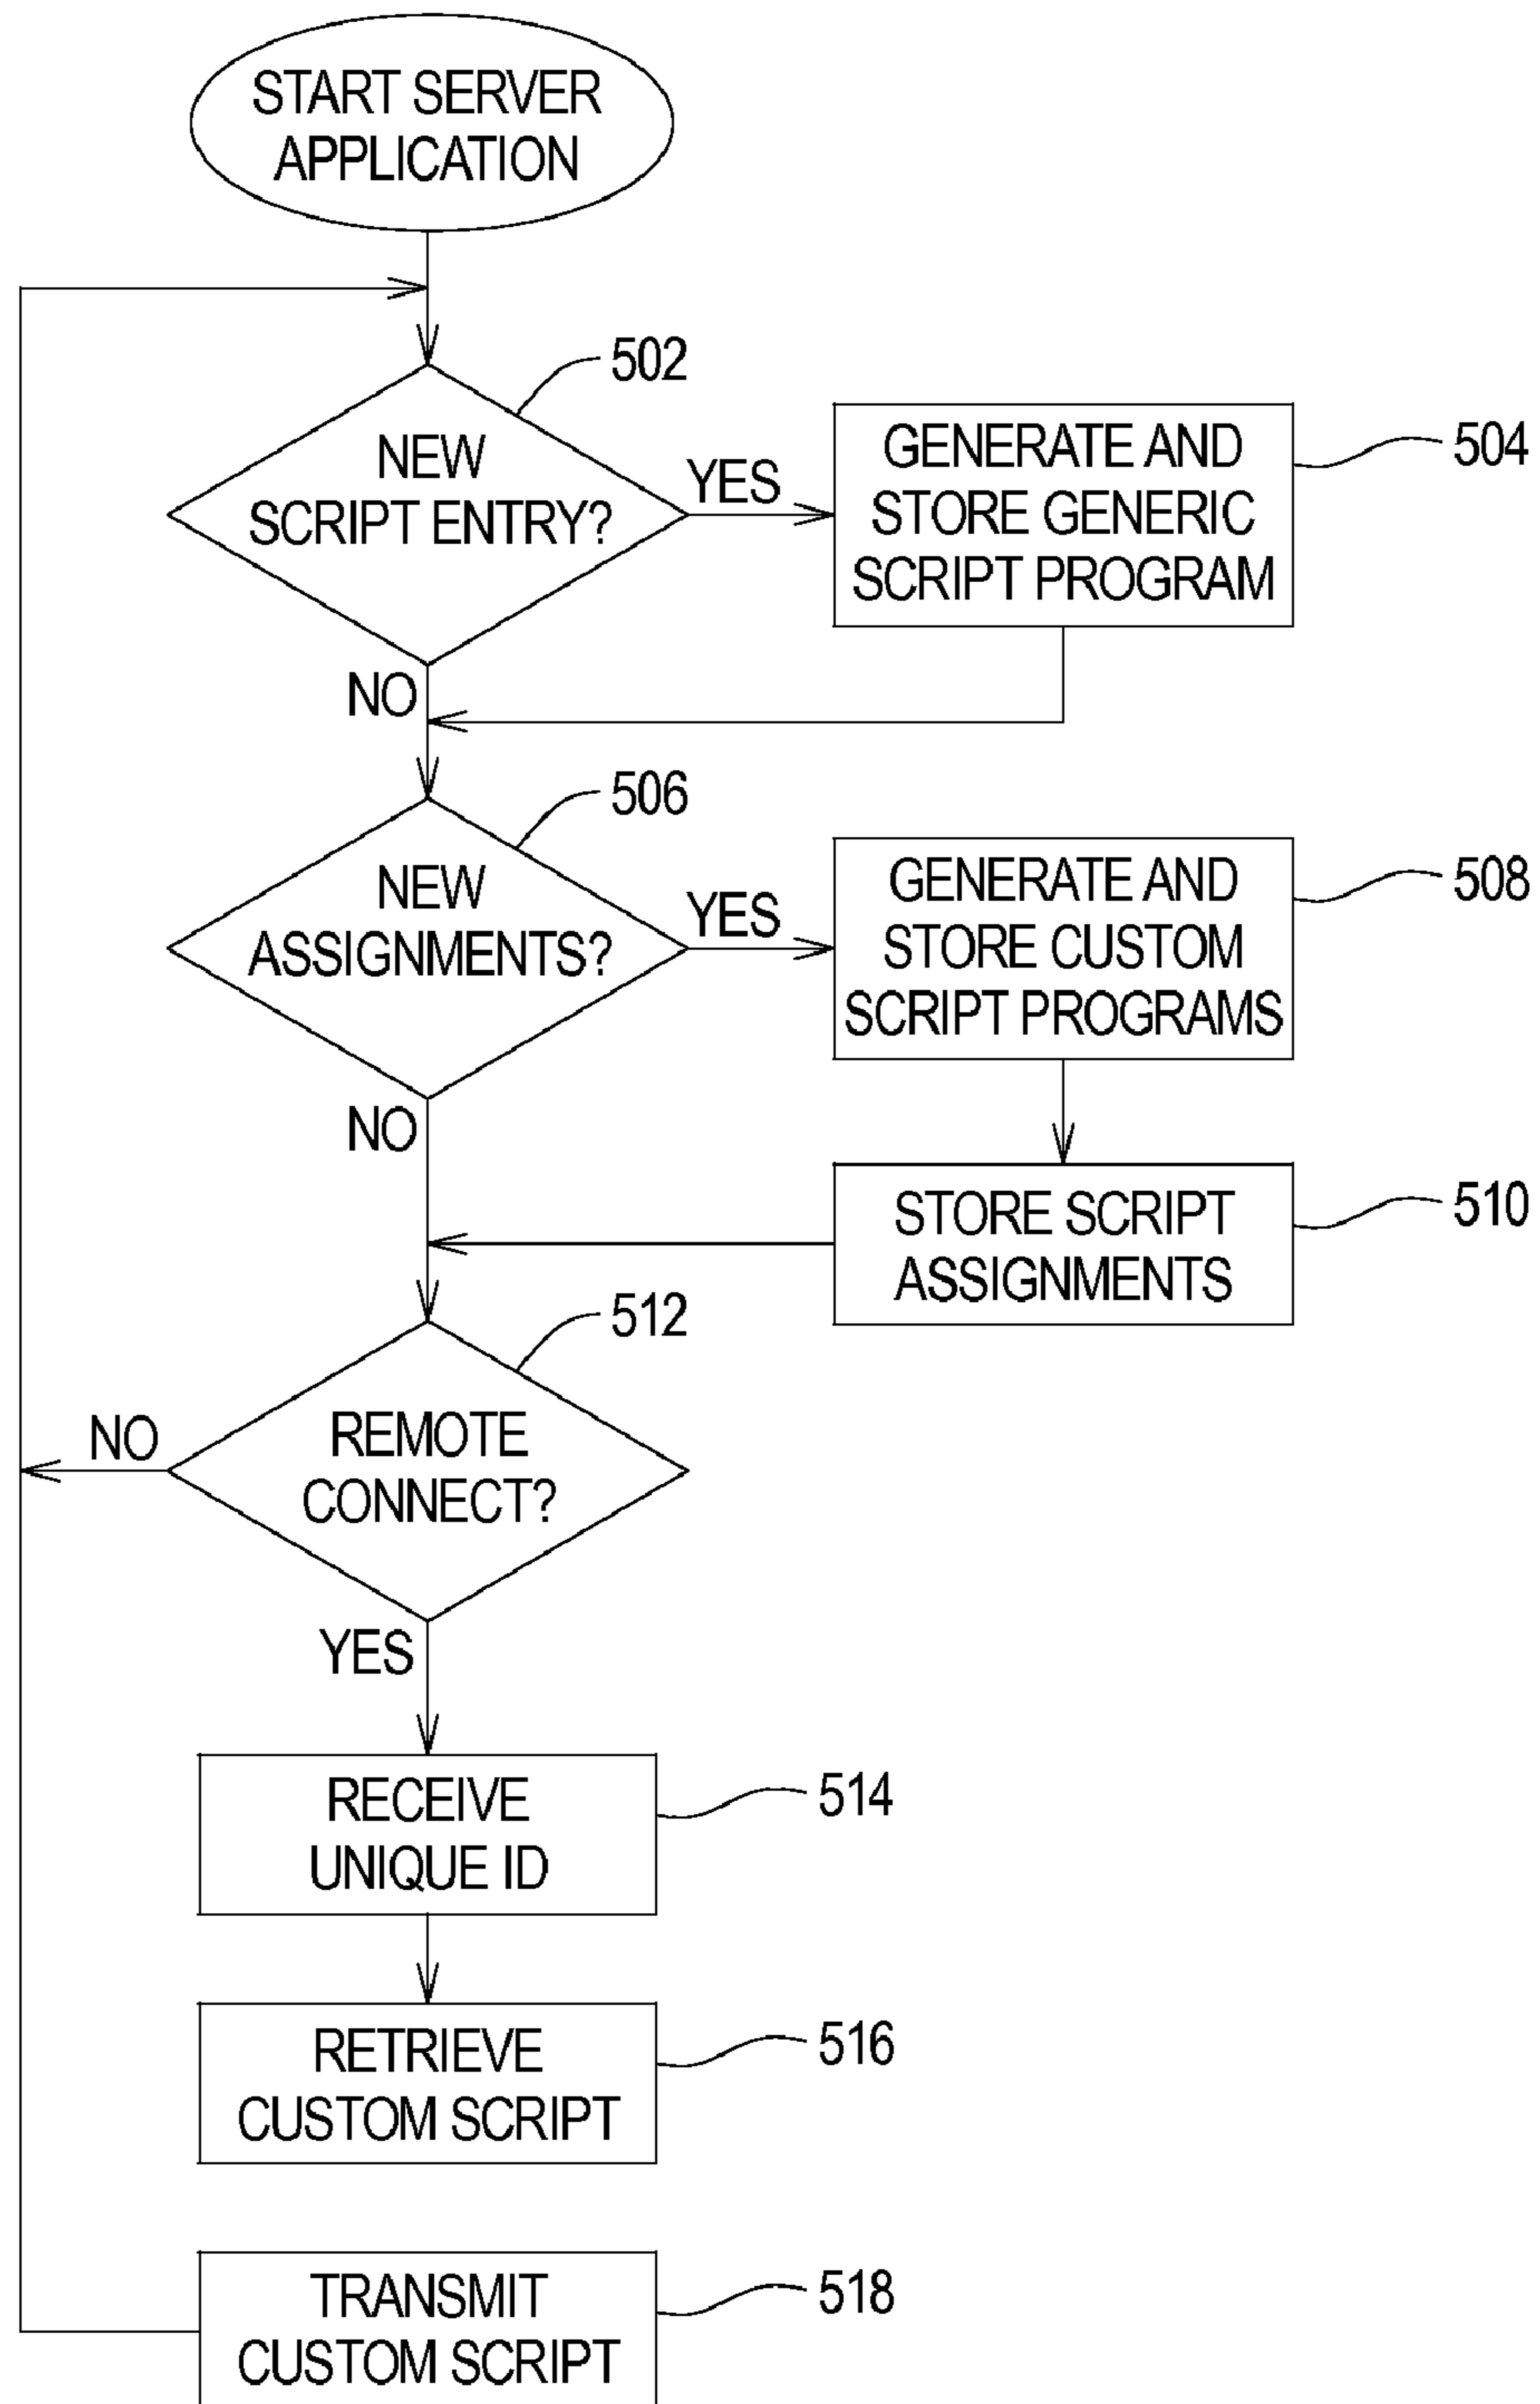 START SERVER
APPLICATION
502
NEW
SCRIPT ENTRY?
YES
GENERATE AND
STORE GENERIC
SCRIPT PROGRAM
504
NO
506
NEW
ASSIGNMENTS?
YES
GENERATE AND
STORE CUSTOM
SCRIPT PROGRAMS
508
NO
STORE SCRIPT
ASSIGNMENTS
510
512
REMOTE
CONNECT?
NO
YES
RECEIVE
UNIQUE ID
514
RETRIEVE
CUSTOM SCRIPT
516
TRANSMIT
CUSTOM SCRIPT
518